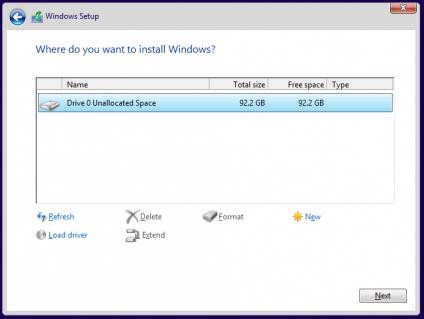 Windows Setup
Where do you want to install Windows?
Name Total size Free space Type
Drive 0 Unallocated Space 92.2 GB 92.2 GB
Refresh Delete Format New
Load driver Extend
Next